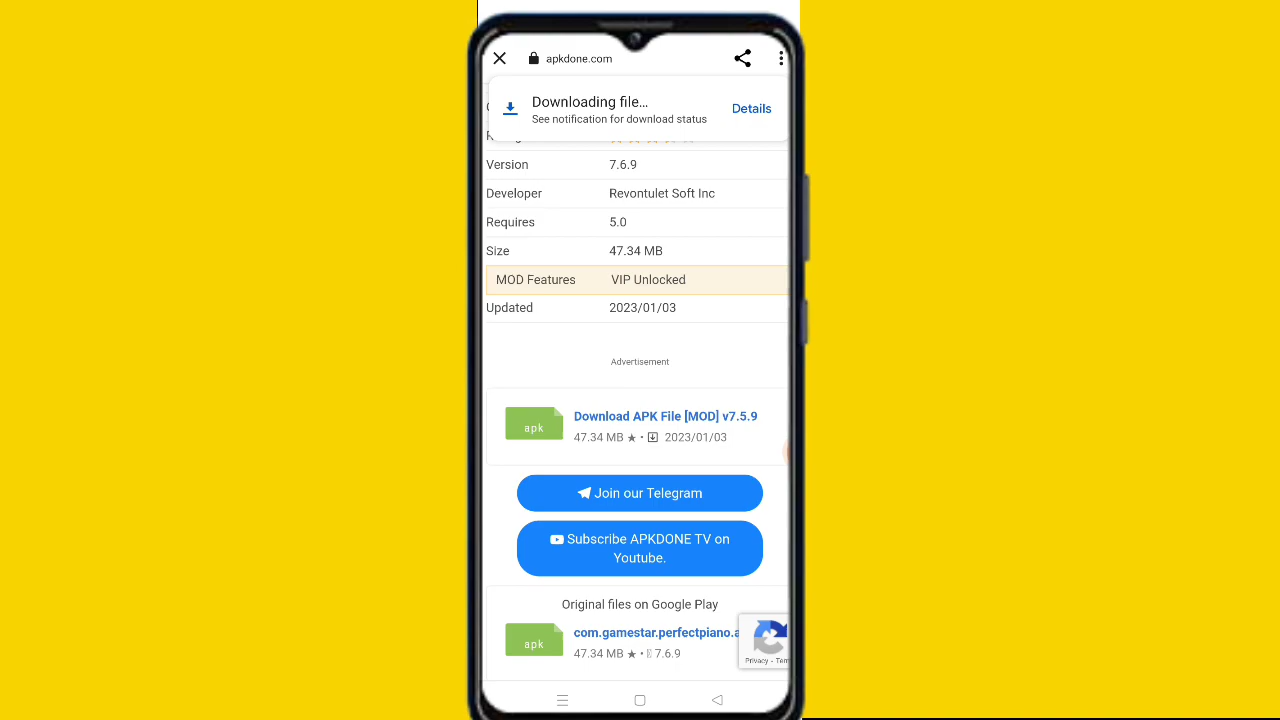 apkdone.com
Downloading file...
See notification for download status
Details
Version 7.6.9
Developer Revontulet Soft Inc
Requires 5.0
Size 47.34 MB
MOD Features VIP Unlocked
Updated 2023/01/03
Advertisement
apk
Download APK File [MOD] v7.5.9
47.34 MB ★ • 2023/01/03
Join our Telegram
Subscribe APKDONE TV on
Youtube.
Original files on Google Play
apk
com.gamestar.perfectpiano.a
47.34 MB ★ • 7.6.9
Privacy - Term